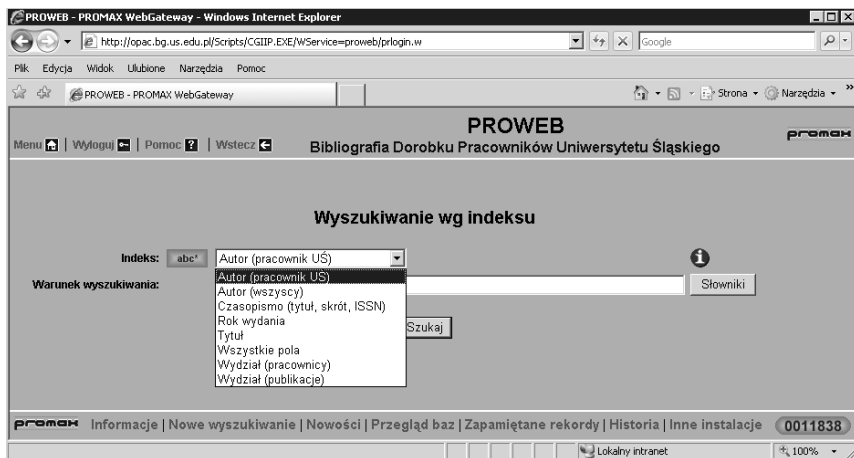 PROWEB - PROMAX WebGateway - Windows Internet Explorer
http://opac.bg.us.edu.pl/Scripts/CGIIP.EXE/WService=proweb/prlogin.w
Google
Plik Edycja Widok Ulubione Narzędzia Pomoc
PROWEB - PROMAX WebGateway
Strona Narzędzia »
PROWEB
Menu | Wyloguj | Pomoc ? | Wstecz
Bibliografia Dorobku Pracowników Uniwersytetu Śląskiego
promax
Wyszukiwanie wg indeksu
Indeks: abc* Autor (pracownik UŚ)
Warunek wyszukiwania:
Słowniki
Autor (pracownik UŚ)
Autor (wszyscy)
Czasopismo (tytuł, skrót, ISSN)
Rok wydania
Tytuł
Wszystkie pola
Wydział (pracownicy)
Wydział (publikacje)
Szukaj
promax Informacje | Nowe wyszukiwanie | Nowości | Przegląd baz | Zapamiętane rekordy | Historia | Inne instalacje 0011838
Lokalny intranet 100%